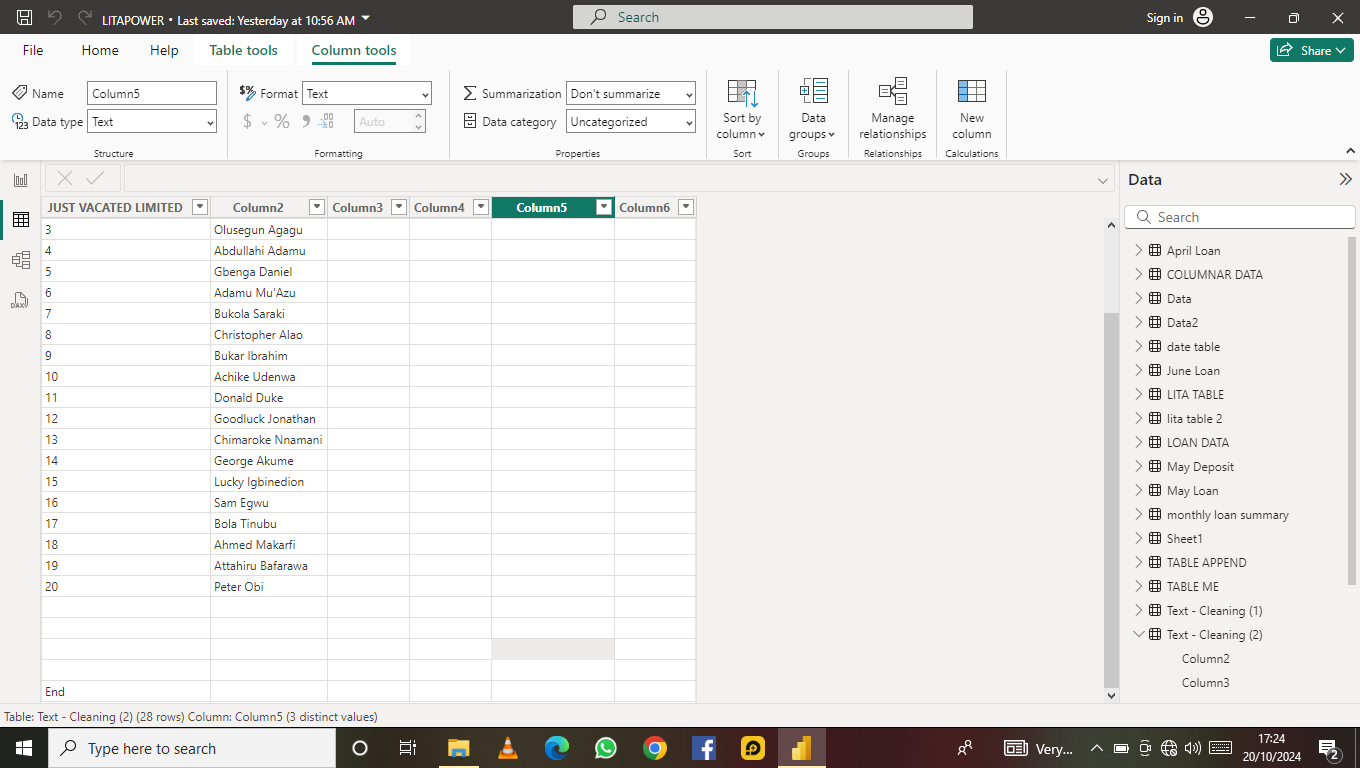 LITAPOWER • Last saved: Yesterday at 10:56 AM
Search
Sign in
File
Home
Help
Table tools
Column tools
Share
Name
Column5
$% Format
Text
Summarization
Don't summarize
Data type
Text
$ % 9 .00
Auto
Data category
Uncategorized
Sort by
column
Data
groups
Manage
relationships
New
column
Structure
Formatting
Properties
Sort
Groups
Relationships
Calculations
Data
Search
JUST VACATED LIMITED Column2 Column3 Column4 Column5 Column6
3 Olusegun Agagu
4 Abdullahi Adamu
5 Gbenga Daniel
6 Adamu Mu'Azu
7 Bukola Saraki
8 Christopher Alao
9 Bukar Ibrahim
10 Achike Udenwa
11 Donald Duke
12 Goodluck Jonathan
13 Chimaroke Nnamani
14 George Akume
15 Lucky Igbinedion
16 Sam Egwu
17 Bola Tinubu
18 Ahmed Makarfi
19 Attahiru Bafarawa
20 Peter Obi
End
DAX
April Loan
COLUMNAR DATA
Data
Data2
date table
June Loan
LITA TABLE
lita table 2
LOAN DATA
May Deposit
May Loan
monthly loan summary
Sheet1
TABLE APPEND
TABLE ME
Text - Cleaning (1)
Text - Cleaning (2)
Column2
Column3
Table: Text - Cleaning (2) (28 rows) Column: Column5 (3 distinct values)
Type here to search
Very...
17:24
20/10/2024
2